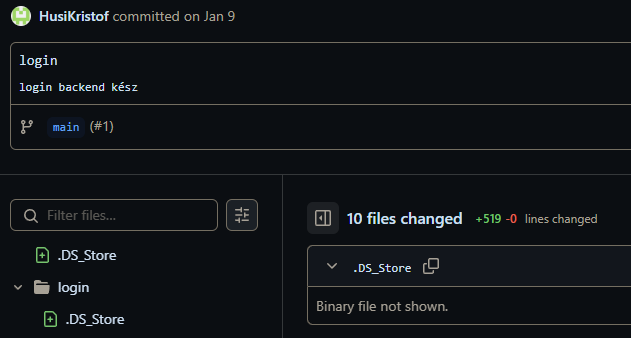 HusiKristof committed on Jan 9
login
login backend kész
main (#1)
Filter files...
.DS_Store
login
.DS_Store
10 files changed +519 -0 lines changed
.DS_Store
Binary file not shown.